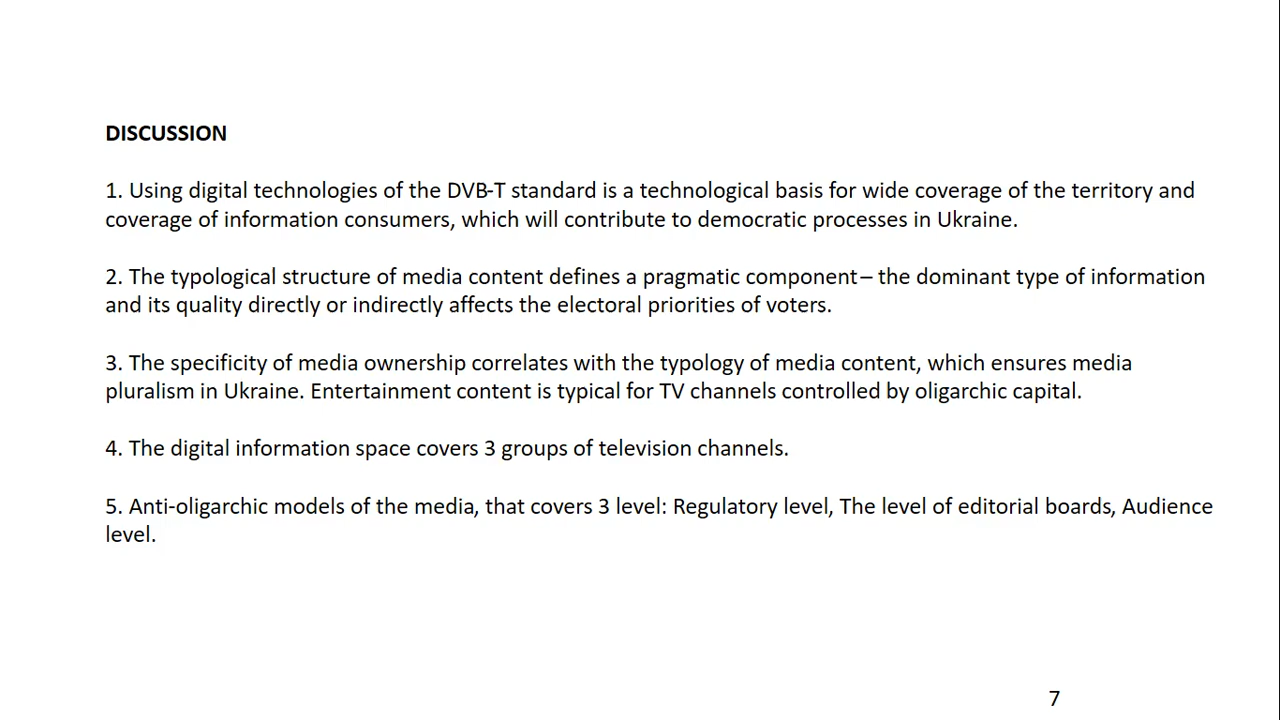 DISCUSSION
1. Using digital technologies of the DVB-T standard is a technological basis for wide coverage of the territory and
coverage of information consumers, which will contribute to democratic processes in Ukraine.
2. The typological structure of media content defines a pragmatic component – the dominant type of information
and its quality directly or indirectly affects the electoral priorities of voters.
3. The specificity of media ownership correlates with the typology of media content, which ensures media
pluralism in Ukraine. Entertainment content is typical for TV channels controlled by oligarchic capital.
4. The digital information space covers 3 groups of television channels.
5. Anti-oligarchic models of the media, that covers 3 level: Regulatory level, The level of editorial boards, Audience
level.
7